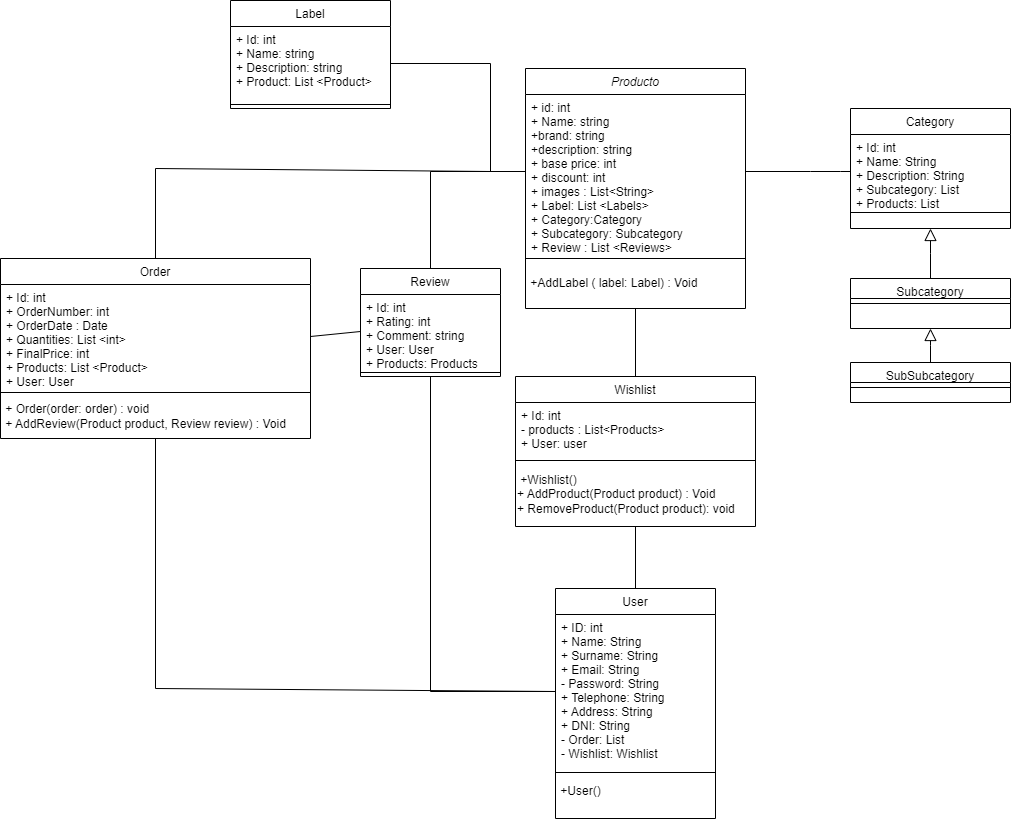 Label
+ Id: int
+ Name: string
+ Description: string
+ Product: List <Product>
Producto
+ id: int
+ Name: string
+brand: string
+description: string
+ base price: int
+ discount: int
+ images : List<String>
+ Label: List <Labels>
+ Category:Category
+ Subcategory: Subcategory
+ Review : List <Reviews>
+AddLabel ( label: Label) : Void
Category
+ Id: int
+ Name: String
+ Description: String
+ Subcategory: List
+ Products: List
Subcategory
SubSubcategory
Order
+ Id: int
+ OrderNumber: int
+ OrderDate : Date
+ Quantities: List <int>
+ FinalPrice: int
+ Products: List <Product>
+ User: User
+ Order(order: order) : void
+ AddReview(Product product, Review review) : Void
Review
+ Id: int
+ Rating: int
+ Comment: string
+ User: User
+ Products: Products
Wishlist
+ Id: int
- products : List<Products>
+ User: user
+Wishlist()
+ AddProduct(Product product) : Void
+ RemoveProduct(Product product): void
User
+ ID: int
+ Name: String
+ Surname: String
+ Email: String
- Password: String
+ Telephone: String
+ Address: String
+ DNI: String
- Order: List
- Wishlist: Wishlist
+User()